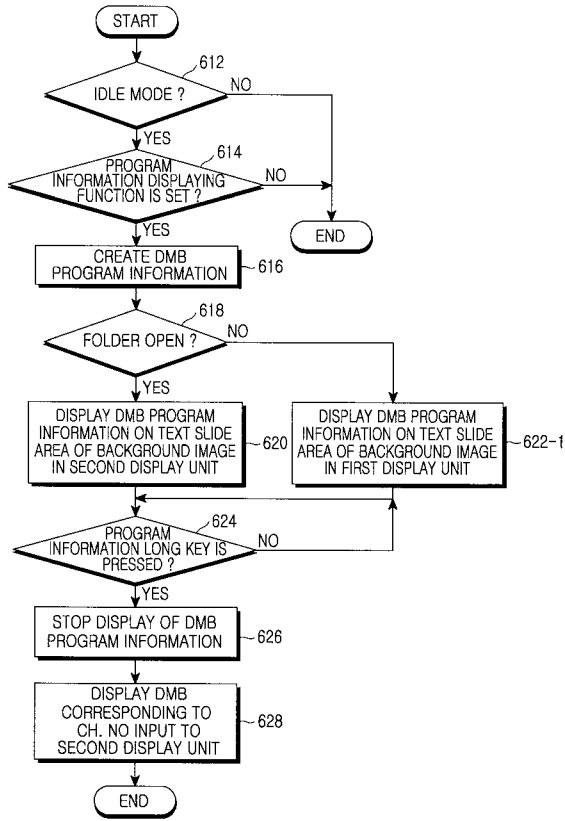 START
612
IDLE MODE ?
NO
YES
614
PROGRAM
INFORMATION DISPLAYING
FUNCTION IS SET ?
NO
YES
END
CREATE DMB
PROGRAM INFORMATION
616
618
FOLDER OPEN ?
NO
YES
DISPLAY DMB PROGRAM
INFORMATION ON TEXT SLIDE
AREA OF BACKGROUND IMAGE
IN SECOND DISPLAY UNIT
620
DISPLAY DMB PROGRAM
INFORMATION ON TEXT SLIDE
AREA OF BACKGROUND IMAGE
IN FIRST DISPLAY UNIT
622-1
624
PROGRAM
INFORMATION LONG KEY IS
PRESSED ?
NO
YES
STOP DISPLAY OF DMB
PROGRAM INFORMATION
626
DISPLAY DMB
CORRESPONDING TO
CH. NO INPUT TO
SECOND DISPLAY UNIT
628
END